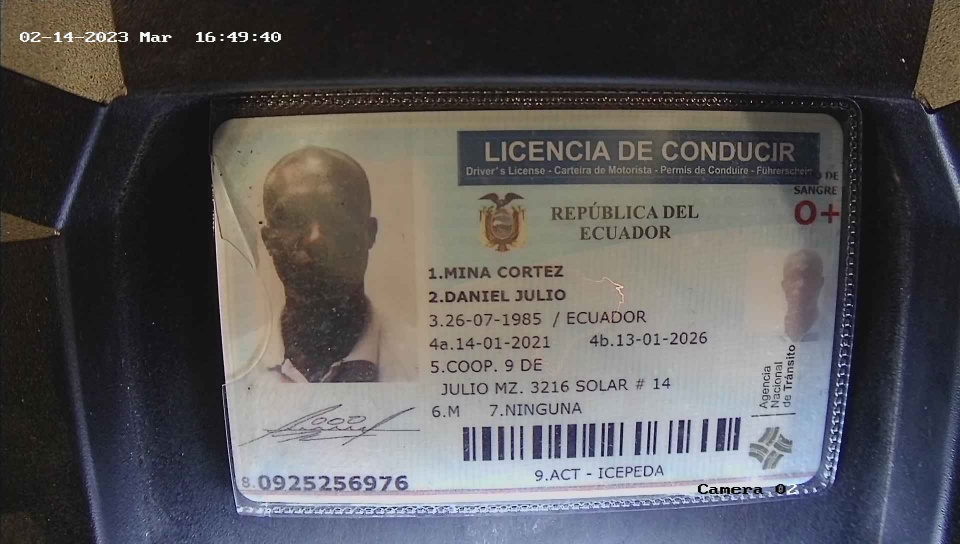 02-14-2023 Mar 16:49:40
LICENCIA DE CONDUCIR
Driver's License - Carteira de Motorista - Permis de Conduire - Führerschein
DE
SANGRE
O+
REPÚBLICA DEL
ECUADOR
1.MINA CORTEZ
2.DANIEL JULIO
3.26-07-1985 / ECUADOR
4a.14-01-2021 4b.13-01-2026
5.COOP. 9 DE
JULIO MZ. 3216 SOLAR # 14
6.M 7.NINGUNA
Agencia
Nacional
de Tránsito
8.0925256976
9.ACT - ICEPEDA
Camera 02